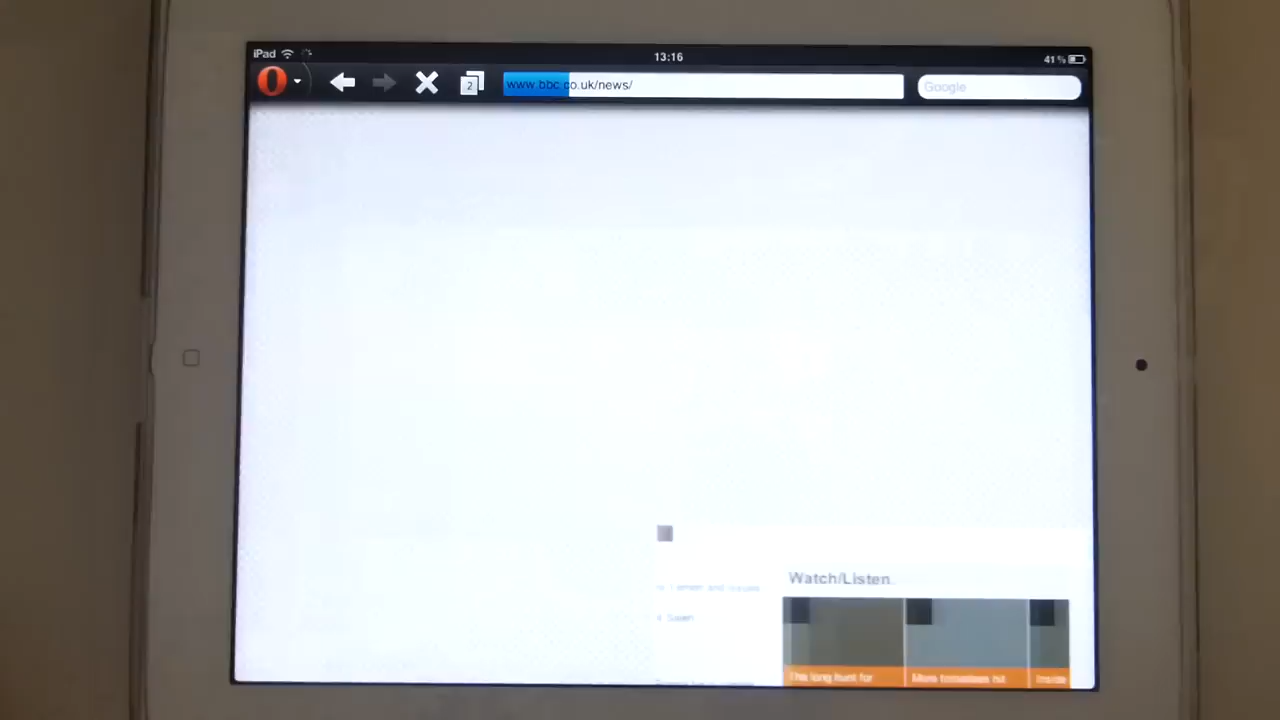 iPad 13:16 41%
2 www.bbc.co.uk/news/ Google
Watch/Listen
The long hunt for More tornadoes hit Inside